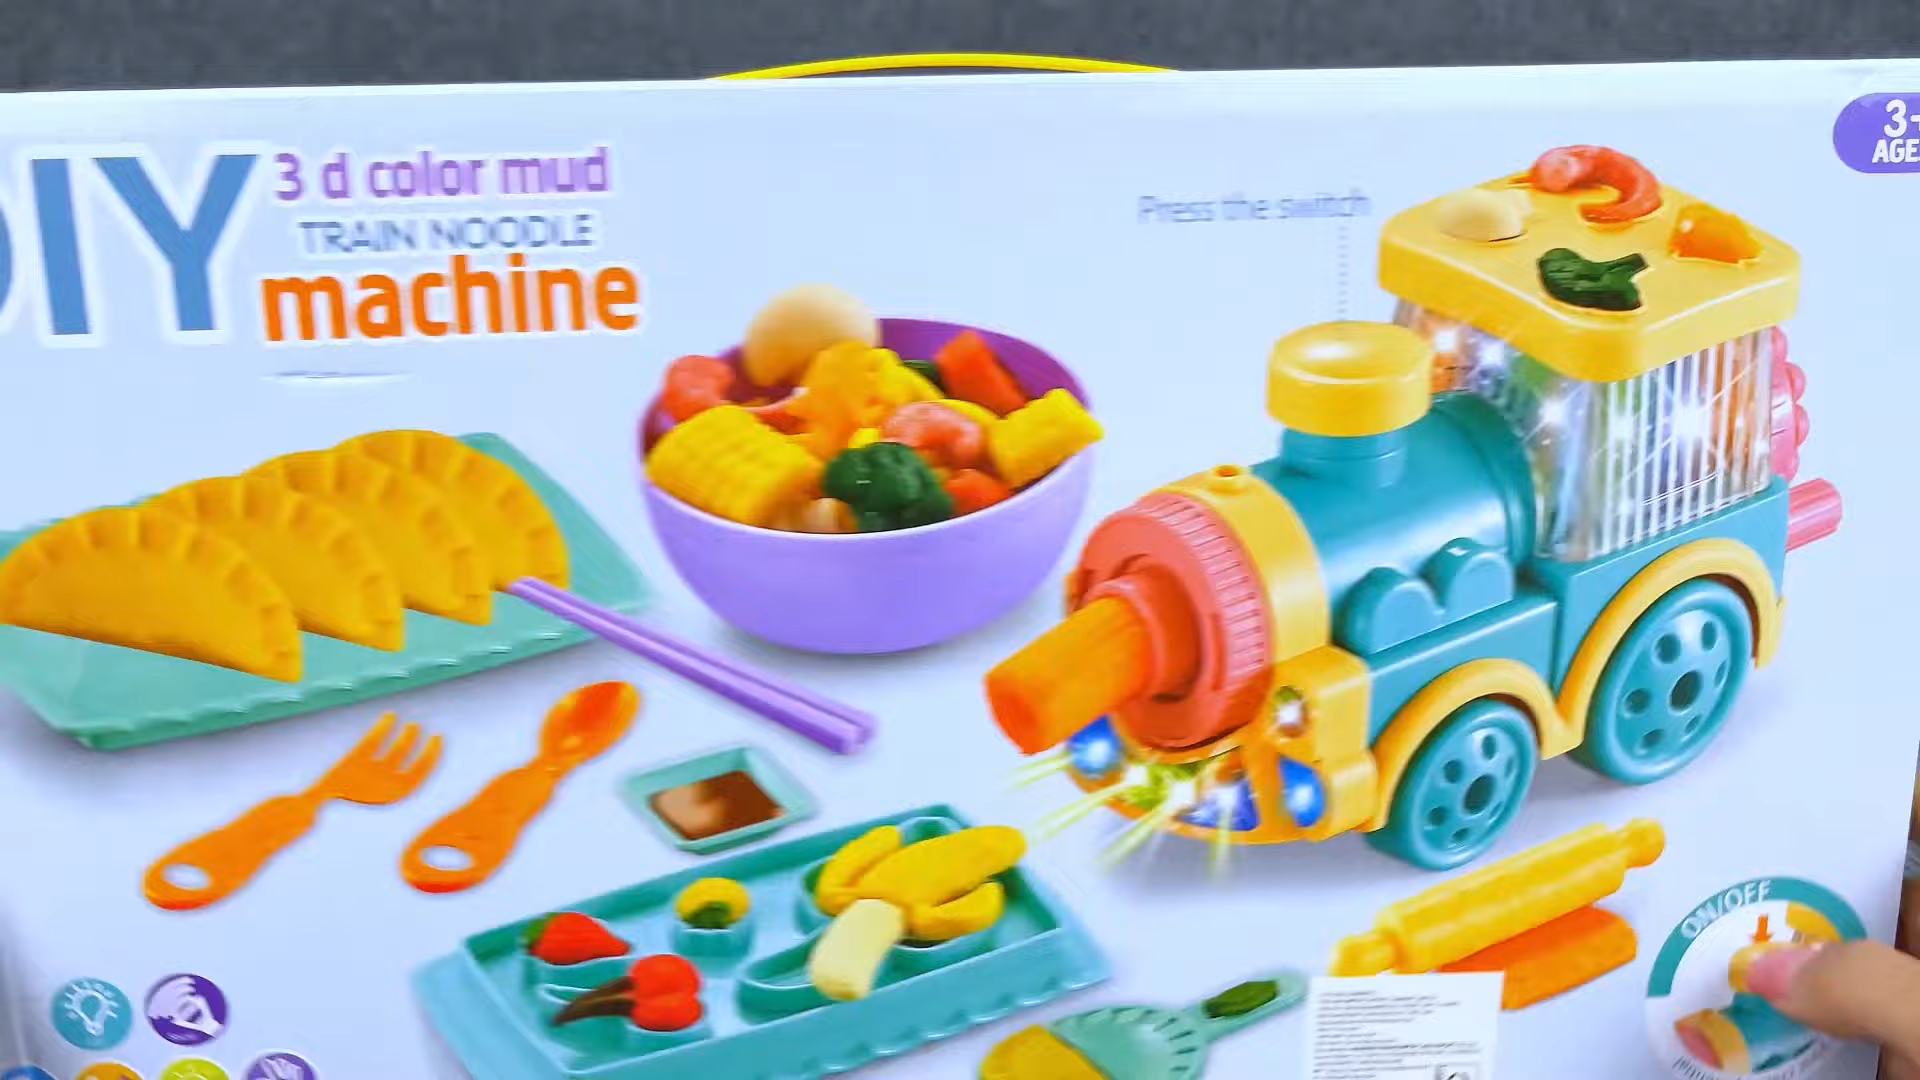 DIY
3 d color mud
TRAIN NOODLE
machine
Press the switch
3+
AGE
ON/OFF